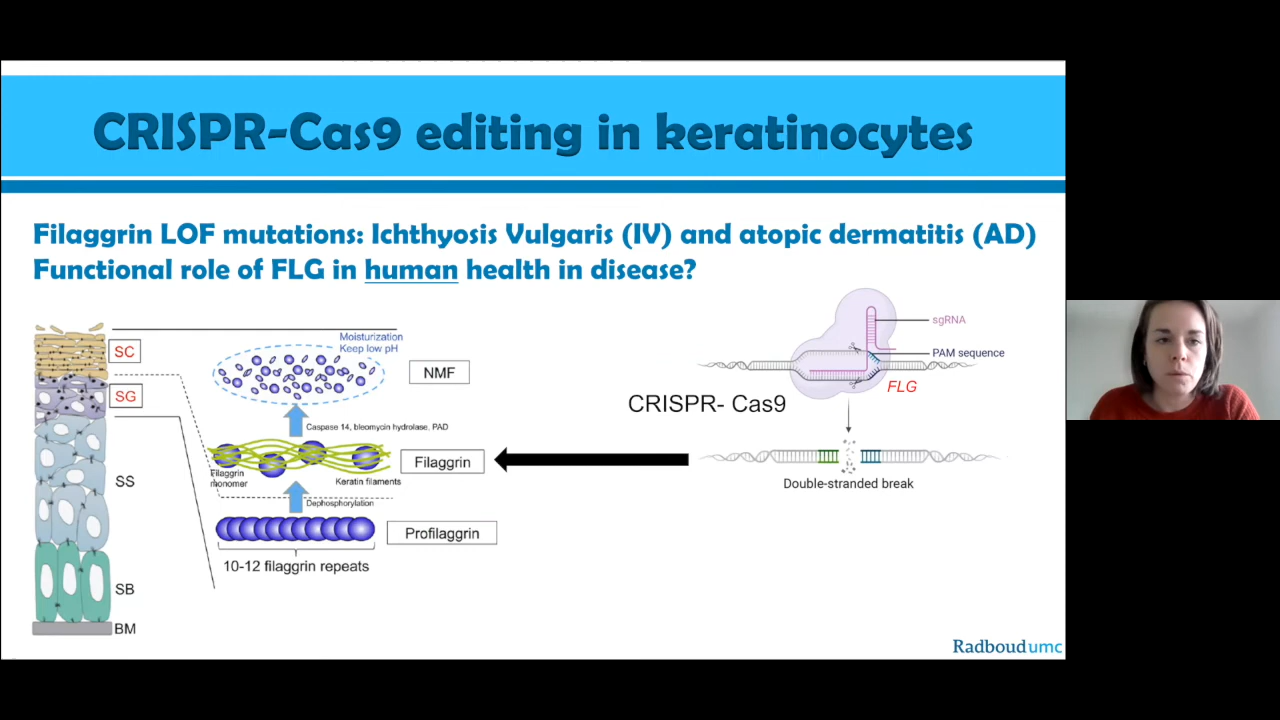 CRISPR-Cas9 editing in keratinocytes
Filaggrin LOF mutations: Ichthyosis Vulgaris (IV) and atopic dermatitis (AD)
Functional role of FLG in human health in disease?
SC
SG
SS
SB
BM
Moisturization
Keep low pH
NMF
Caspase 14, bleomycin hydrolase, PAD
Filaggrin
monomer
Keratin filaments
Filaggrin
Dephosphorylation
Profilaggrin
10-12 filaggrin repeats
CRISPR- Cas9
sgRNA
PAM sequence
FLG
Double-stranded break
Radboudumc